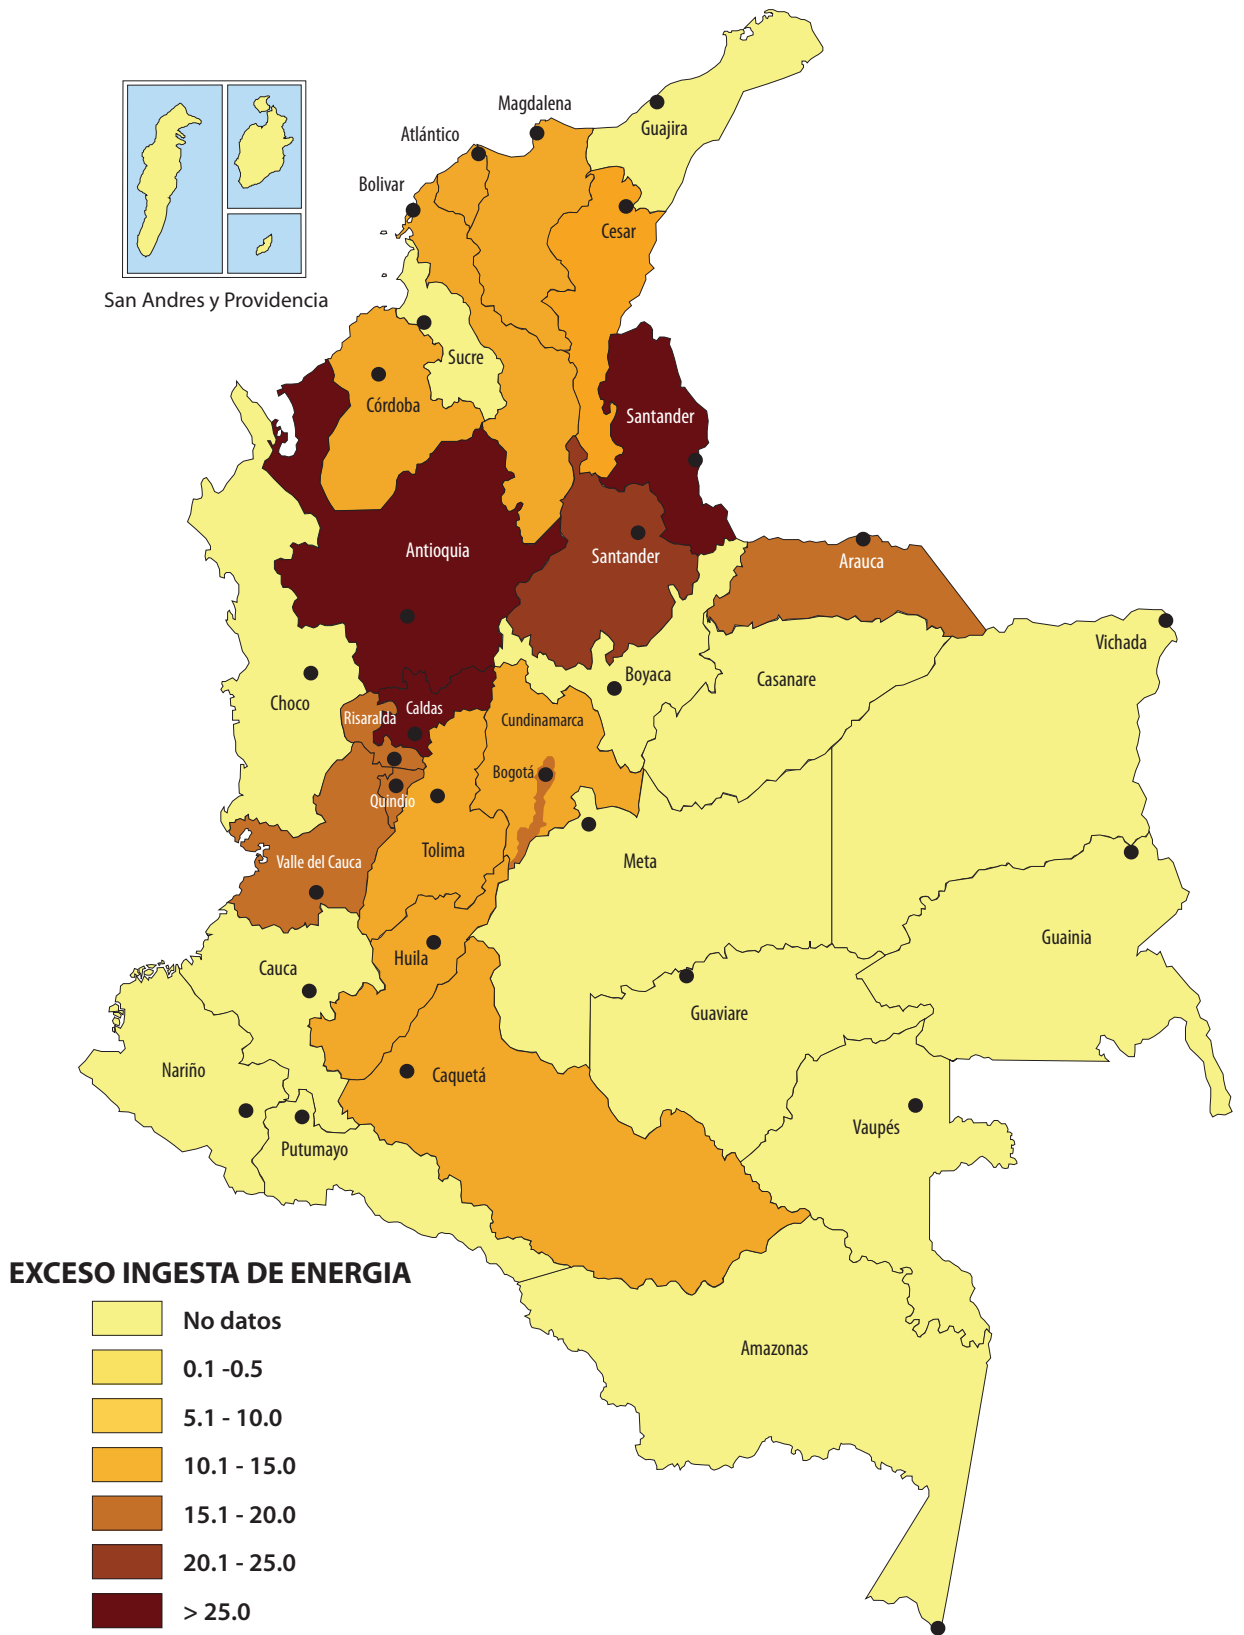 Magdalena
Guajira
Atlántico
Bolivar
Cesar
San Andres y Providencia
Sucre
Córdoba
Santander
Antioquia
Santander
Arauca
Vichada
Boyaca
Casanare
Choco
Risaralda
Caldas
Cundinamarca
Bogotá
Quindío
Tolima
Valle del Cauca
Meta
Guainia
Huila
Cauca
Guaviare
Nariño
Caquetá
Vaupés
Putumayo
EXCESO INGESTA DE ENERGIA
No datos
0.1 -0.5
5.1 - 10.0
10.1 - 15.0
15.1 - 20.0
20.1 - 25.0
> 25.0
Amazonas